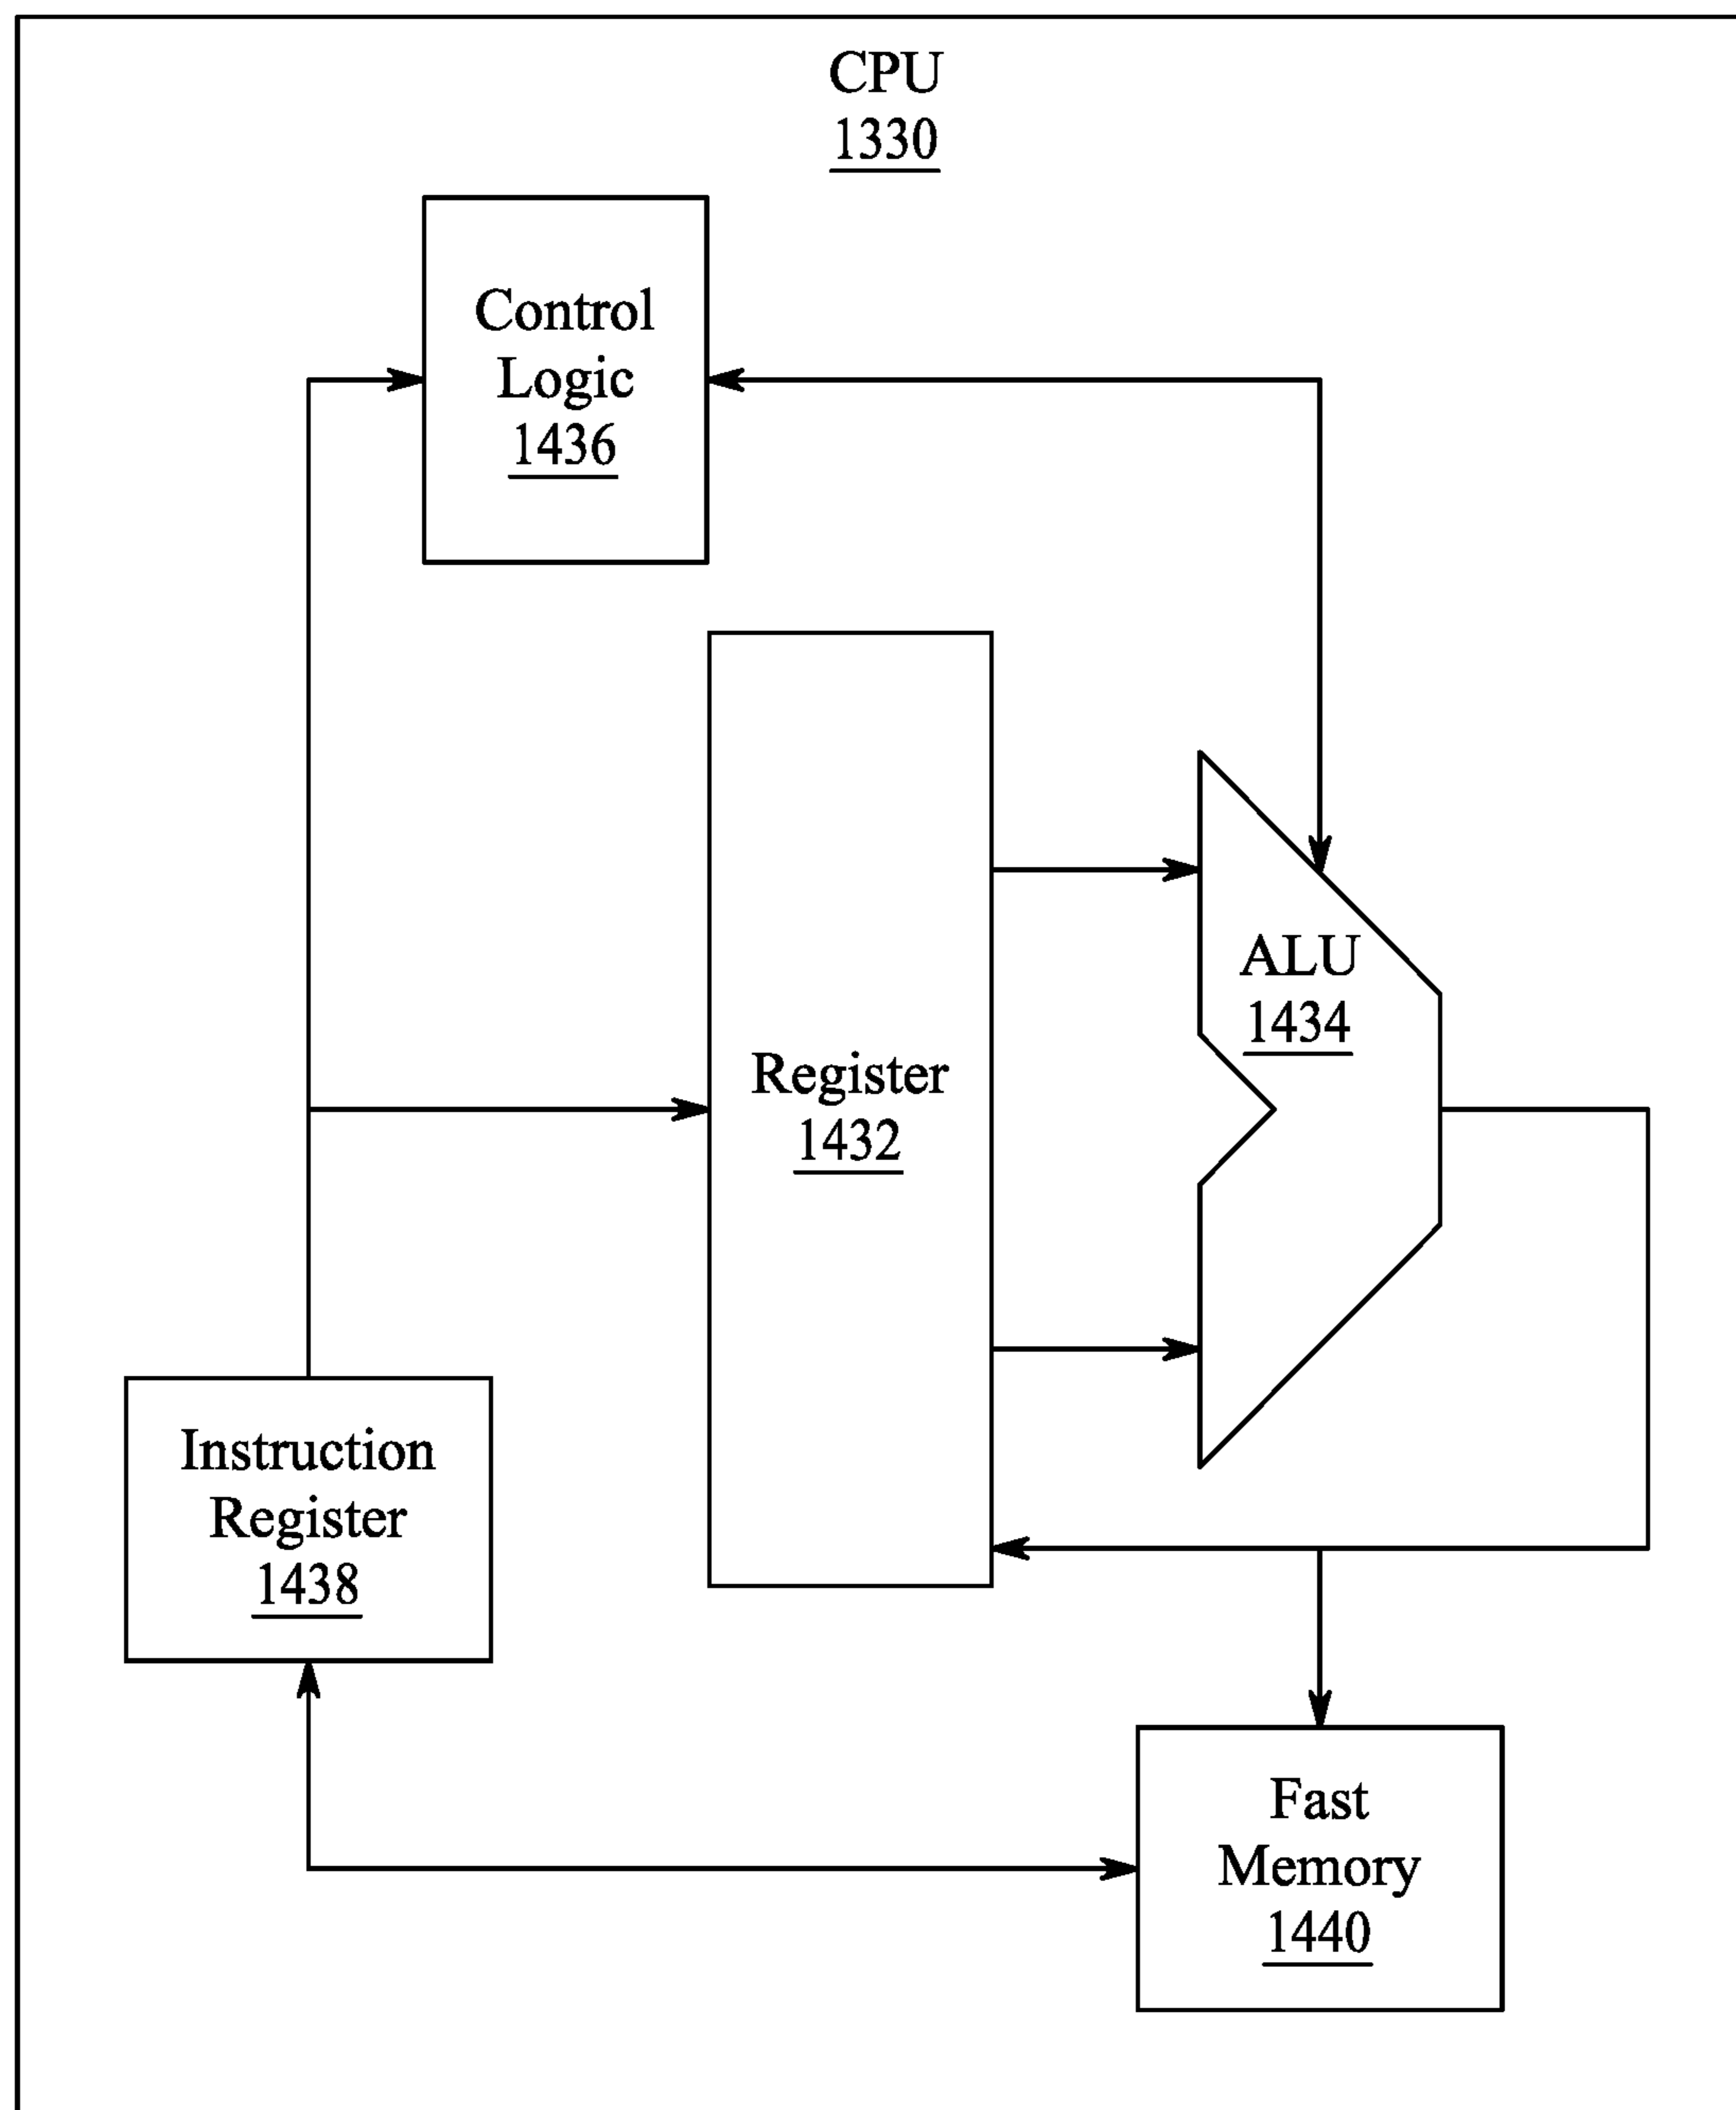 CPU
1330
Control
Logic
1436
ALU
1434
Register
1432
Instruction
Register
1438
Fast
Memory
1440